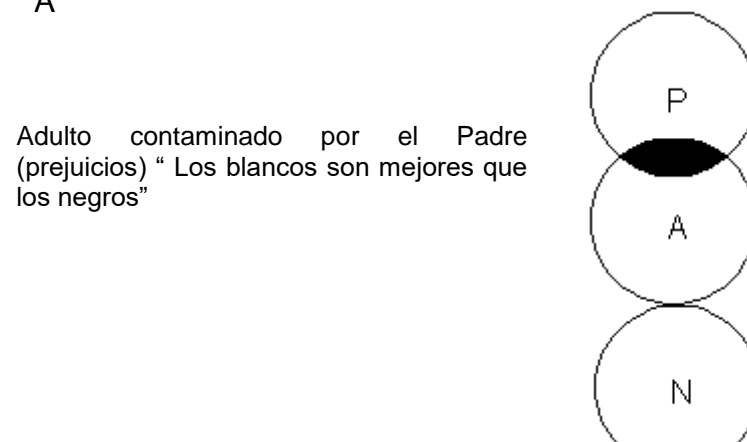 A
Adulto contaminado por el Padre
(prejuicios) “ Los blancos son mejores que
los negros”
P
A
N